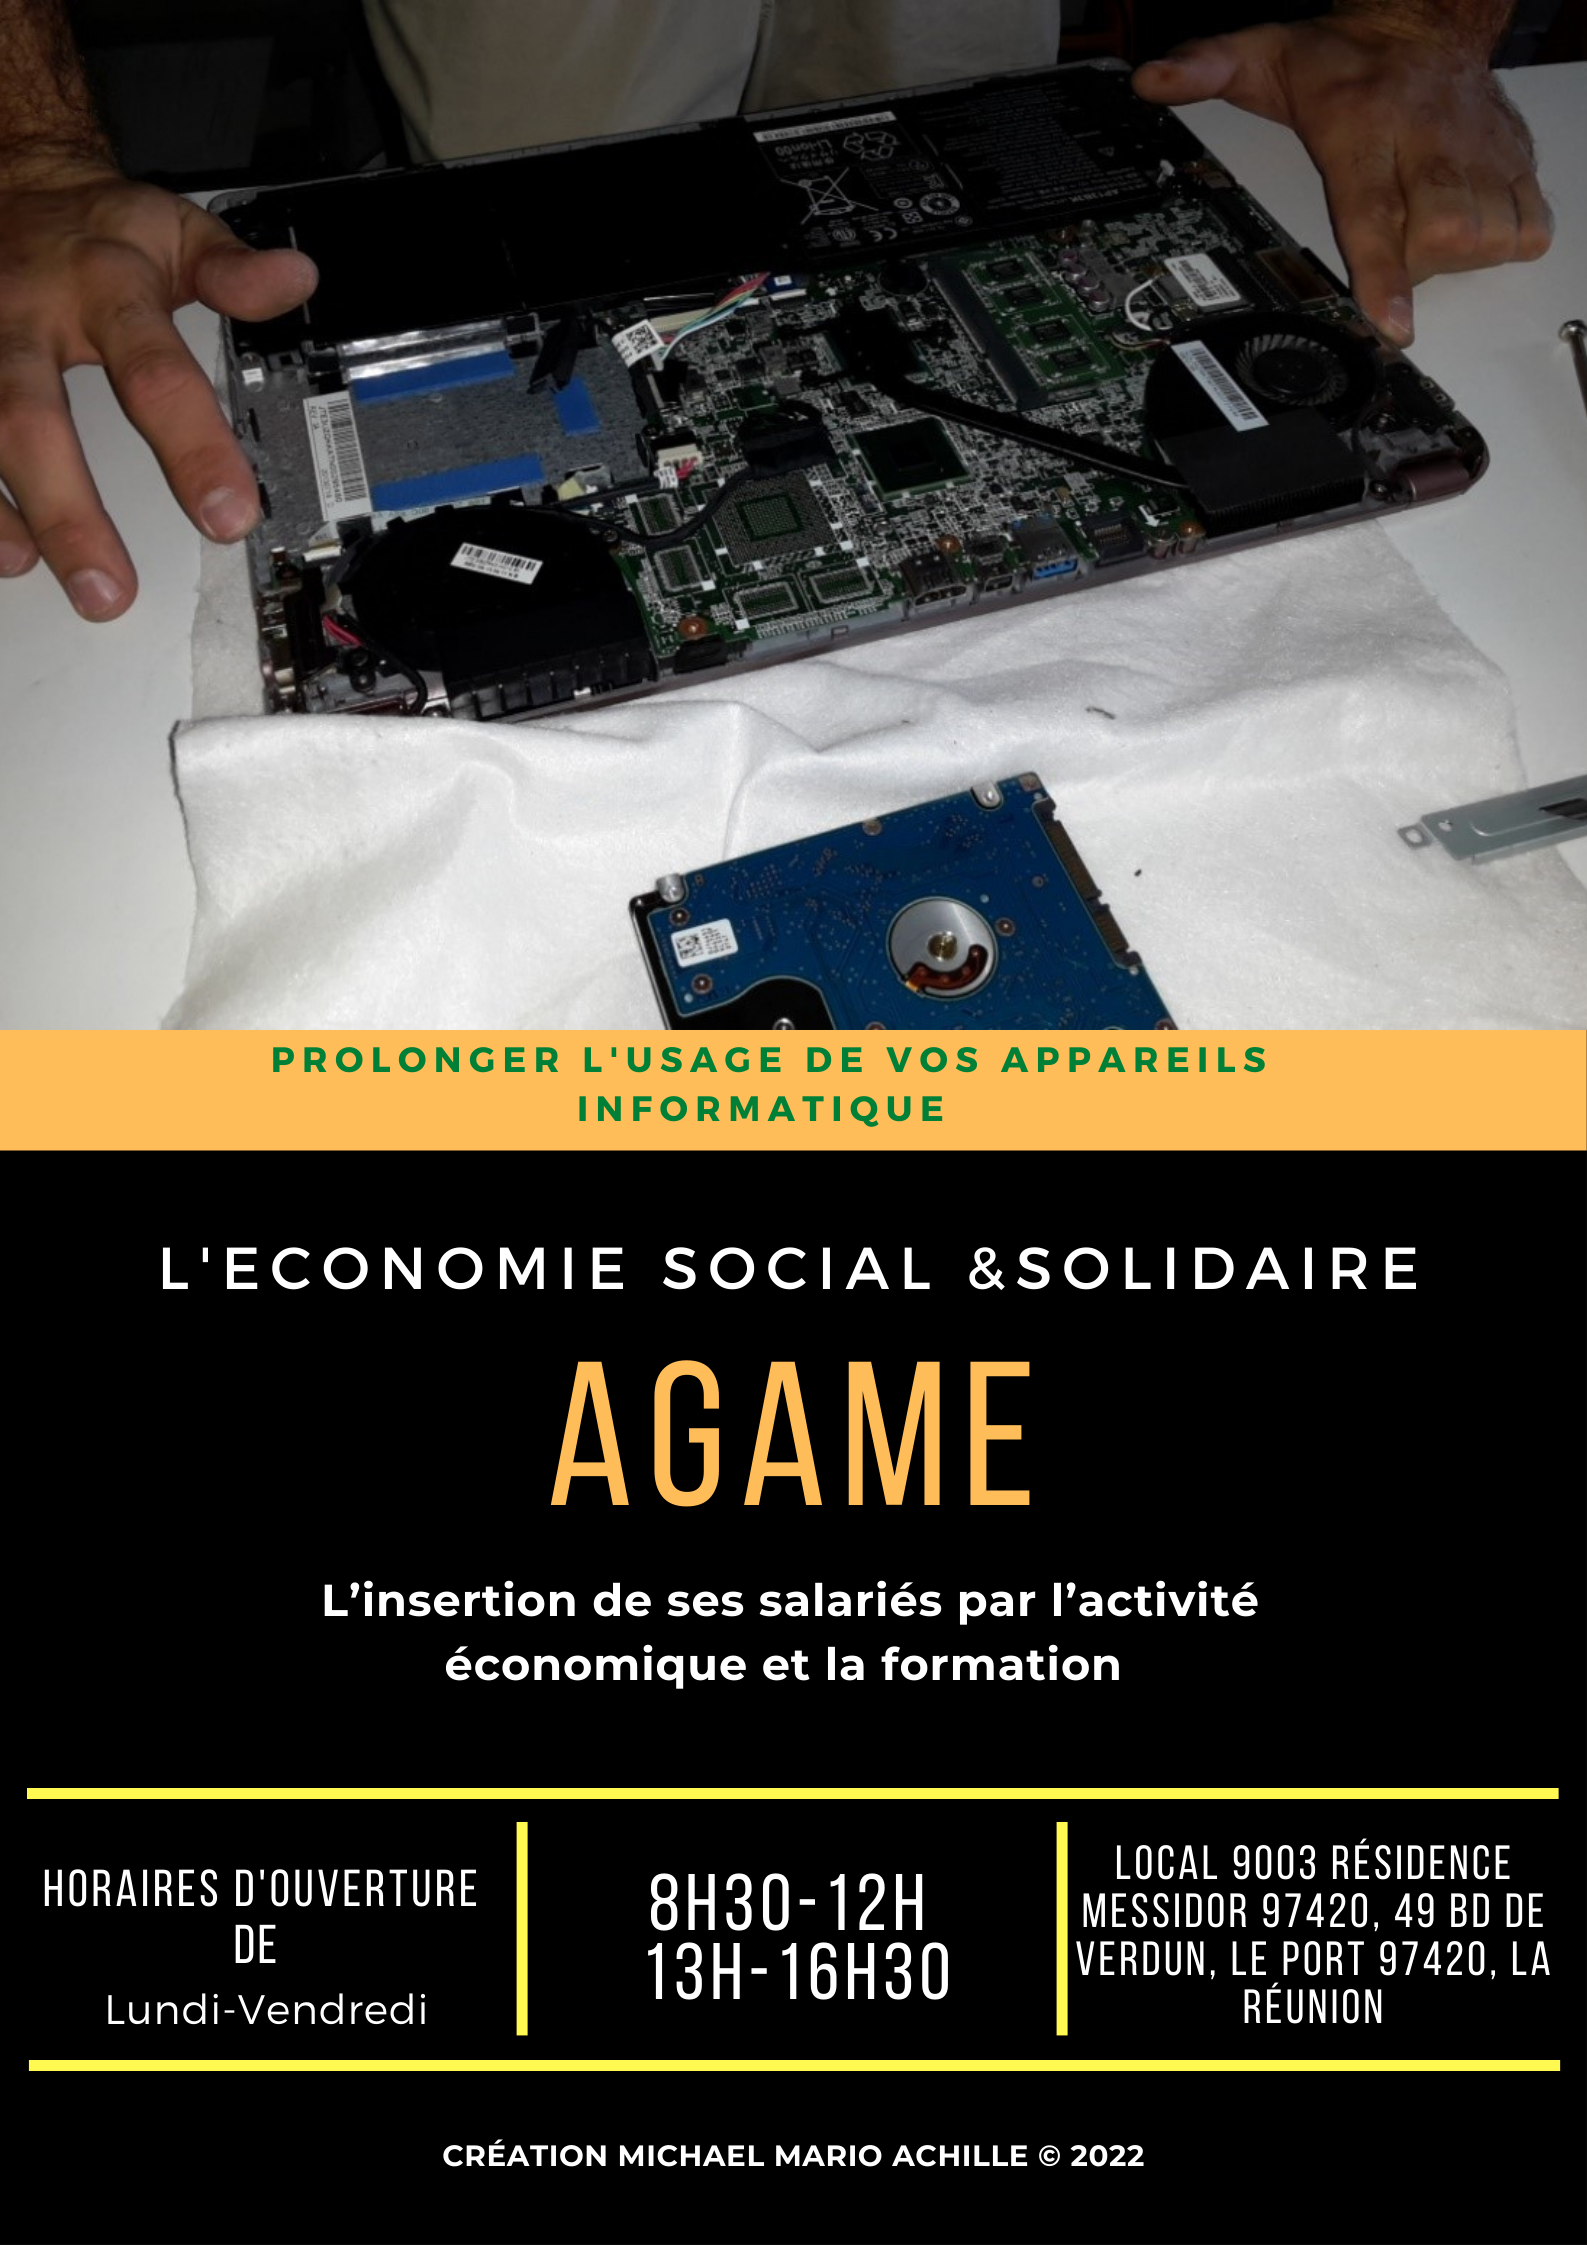 Li-ion00
PROLONGER L'USAGE DE VOS APPAREILS
INFORMATIQUE
L'ECONOMIE SOCIAL &SOLIDAIRE
AGAME
L’insertion de ses salariés par l’activité
économique et la formation
HORAIRES D'OUVERTURE
DE
Lundi-Vendredi
8H30-12H
13H-16H30
LOCAL 9003 RÉSIDENCE
MESSIDOR 97420, 49 BD DE
VERDUN, LE PORT 97420, LA
RÉUNION
CRÉATION MICHAEL MARIO ACHILLE © 2022